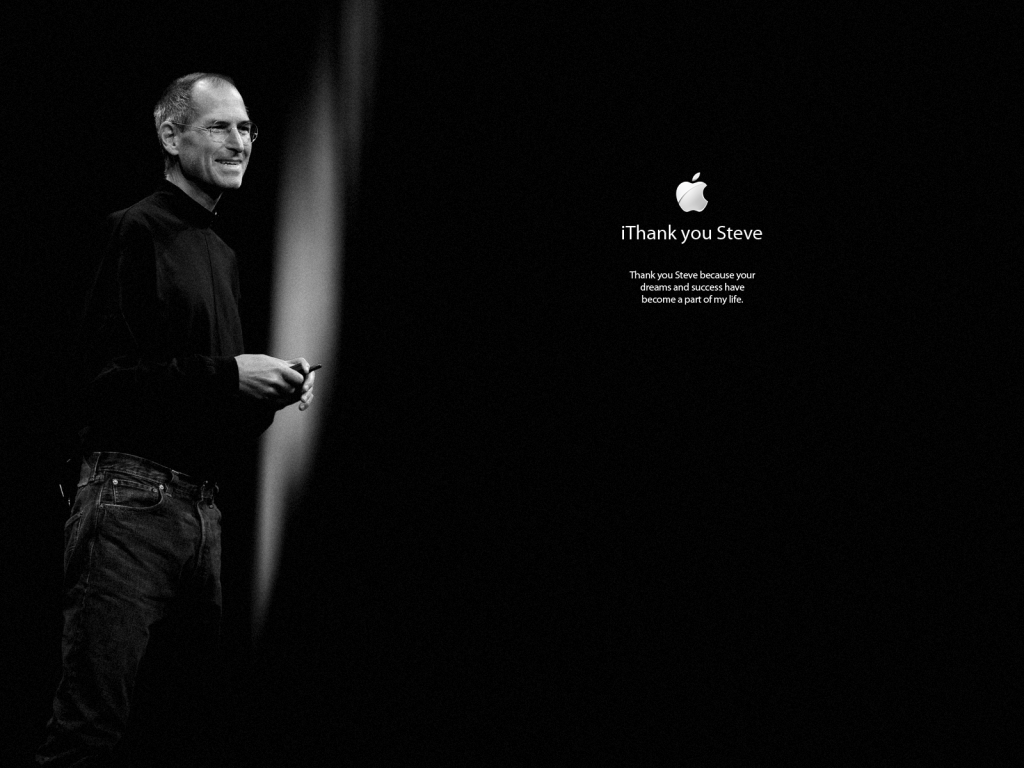 iThank you Steve
Thank you Steve because your
dreams and success have
become a part of my life.